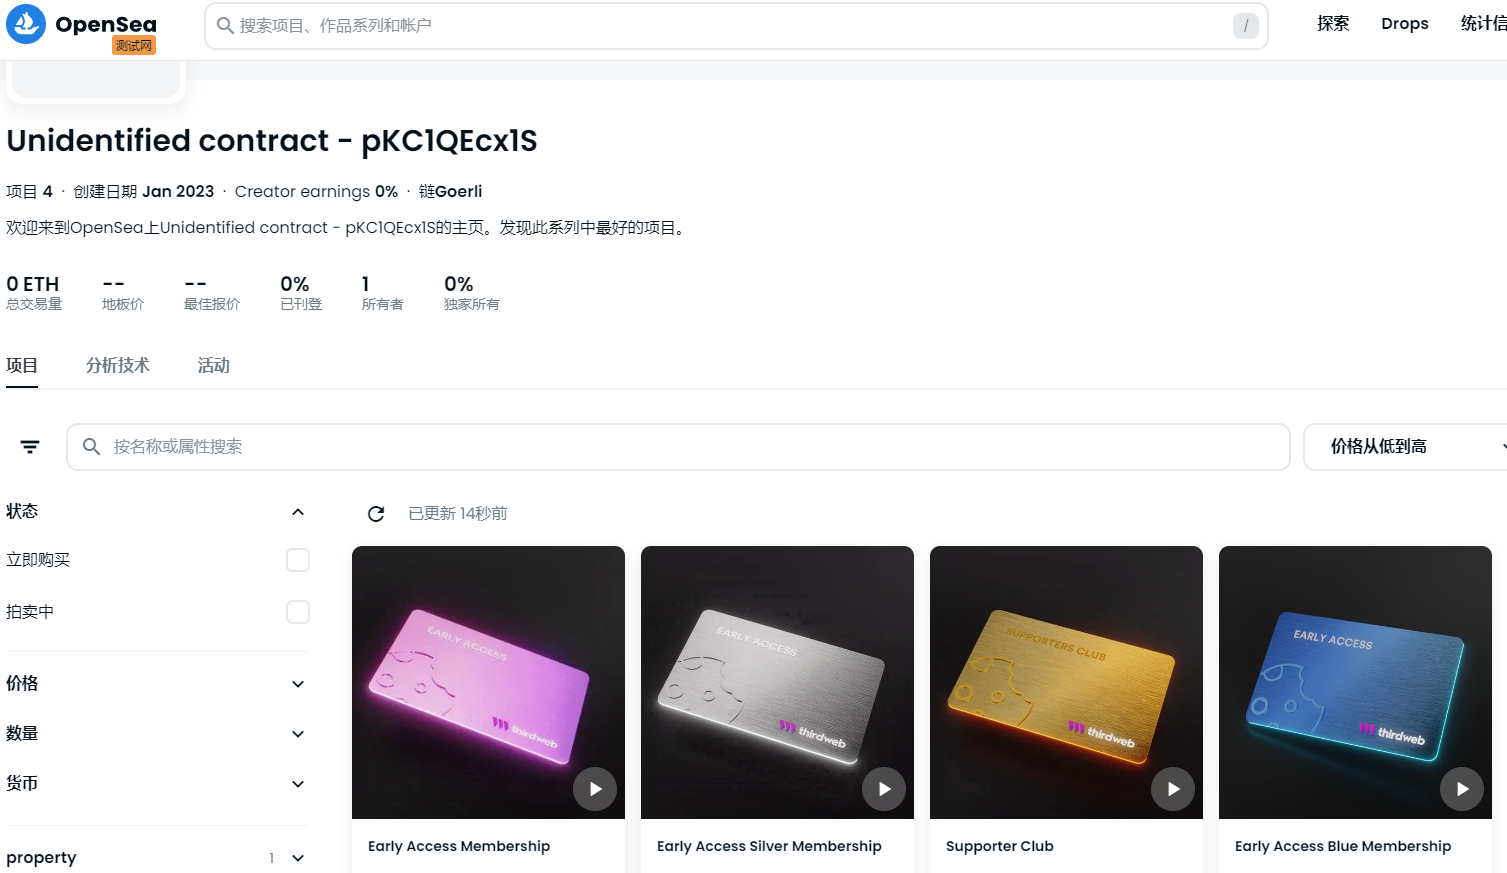 OpenSea
测试网
搜索项目、作品系列和帐户
/
探索
Drops
统计信
Unidentified contract - pKC1QEcx1S
项目 4 · 创建日期 Jan 2023 · Creator earnings 0% · 链Goerli
欢迎来到OpenSea上Unidentified contract - pKC1QEcx1S的主页。发现此系列中最好的项目。
0 ETH -- -- 0% 1 0%
总交易量 地板价 最佳报价 已刊登 所有者 独家所有
项目 分析技术 活动
按名称或属性搜索
价格从低到高
状态
已更新 14秒前
立即购买
拍卖中
价格
数量
货币
property 1
EARLY ACCESS
thirdweb
EARLY ACCESS
thirdweb
SUPPORTERS CLUB
thirdweb
EARLY ACCESS
thirdweb
Early Access Membership
Early Access Silver Membership
Supporter Club
Early Access Blue Membership